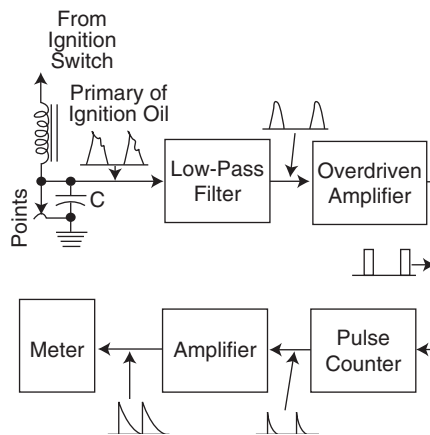 From
Ignition
Switch
Primary of
Ignition Oil
Low-Pass
Filter
Overdriven
Amplifier
C
Points
Meter
Amplifier
Pulse
Counter